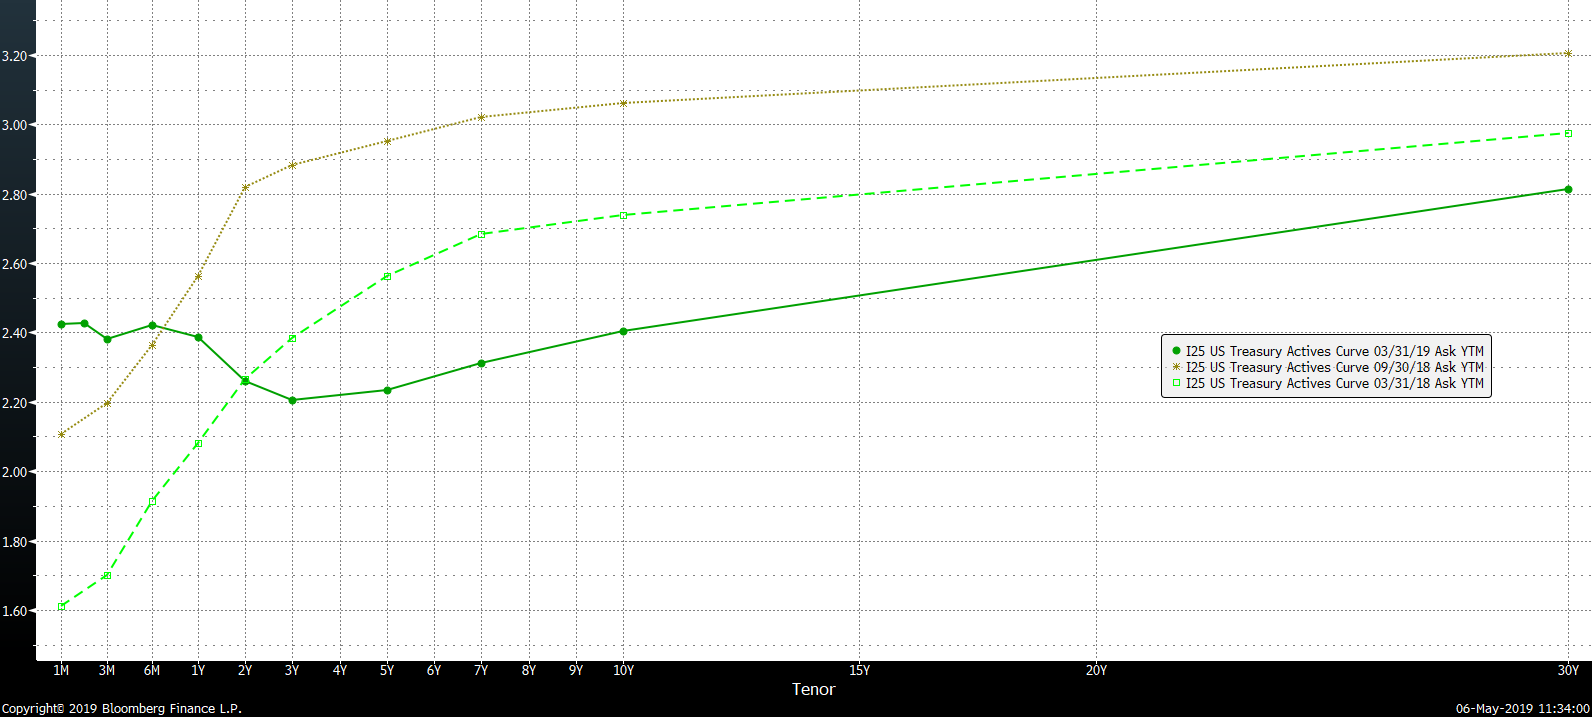 3.20
3.00
2.80
2.60
2.40
2.20
2.00
1.80
1.60
I25 US Treasury Actives Curve 03/31/19 Ask YTM
I25 US Treasury Actives Curve 09/30/18 Ask YTM
I25 US Treasury Actives Curve 03/31/18 Ask YTM
1M 3M 6M 1Y 2Y 3Y 4Y 5Y 6Y 7Y 8Y 9Y 10Y 15Y 20Y 30Y
Tenor
Copyright© 2019 Bloomberg Finance L.P. 06-May-2019 11:34:00